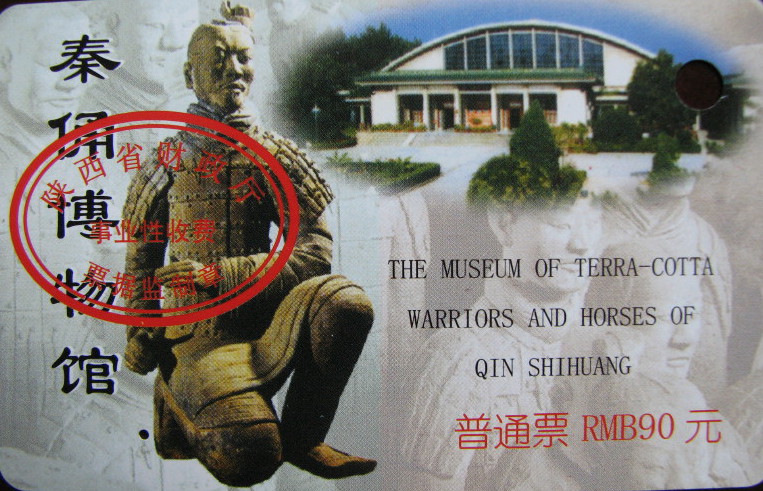 秦俑博物馆
陕西省财政厅
事业性收费
票据监制章
THE MUSEUM OF TERRA-COTTA
WARRIORS AND HORSES OF
QIN SHIHUANG
普通票 RMB90 元